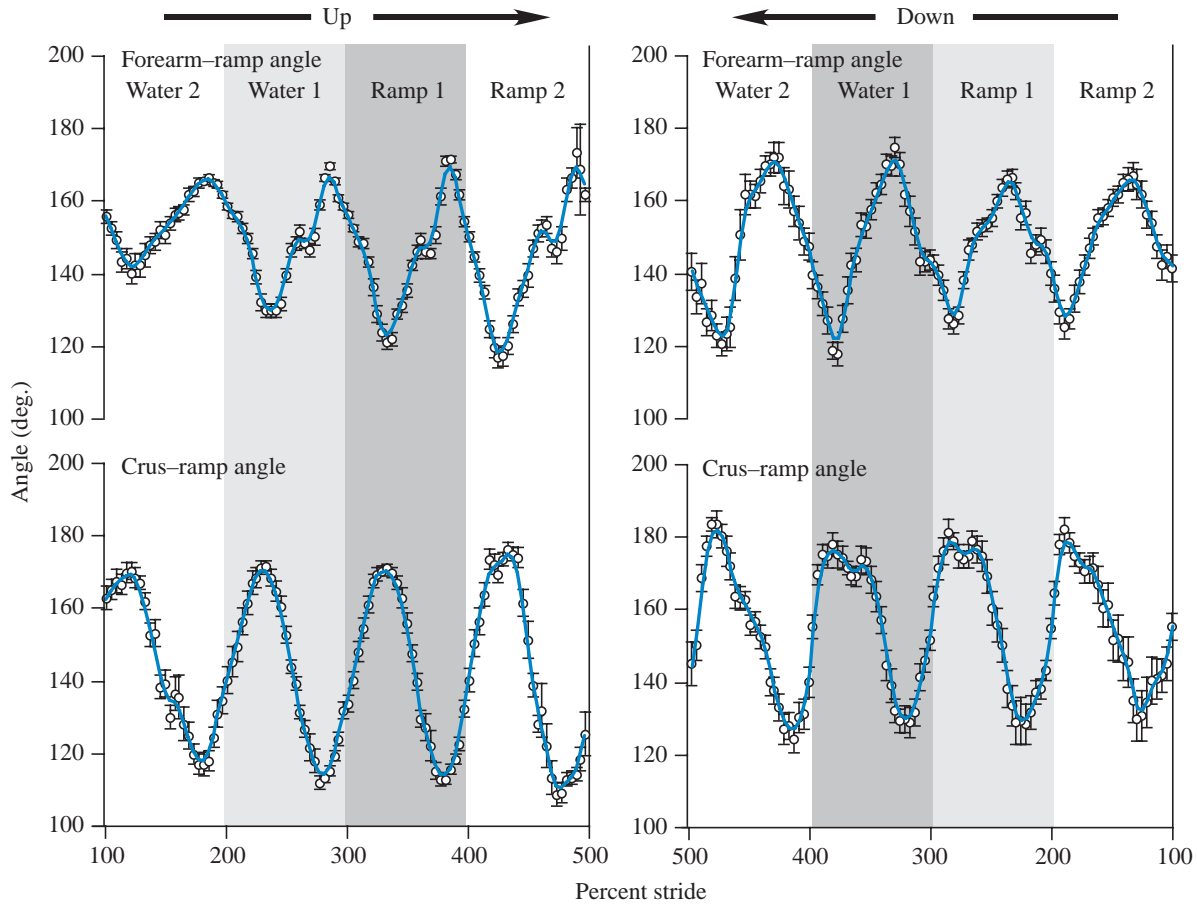 Up
Down
200
Forearm–ramp angle
Water 2 Water 1 Ramp 1 Ramp 2
180
160
140
120
100
200
Forearm–ramp angle
Water 2 Water 1 Ramp 1 Ramp 2
180
160
140
120
100
Angle (deg.)
200
Crus–ramp angle
180
160
140
120
100
100 200 300 400 500
200
Crus–ramp angle
180
160
140
120
100
500 400 300 200 100
Percent stride